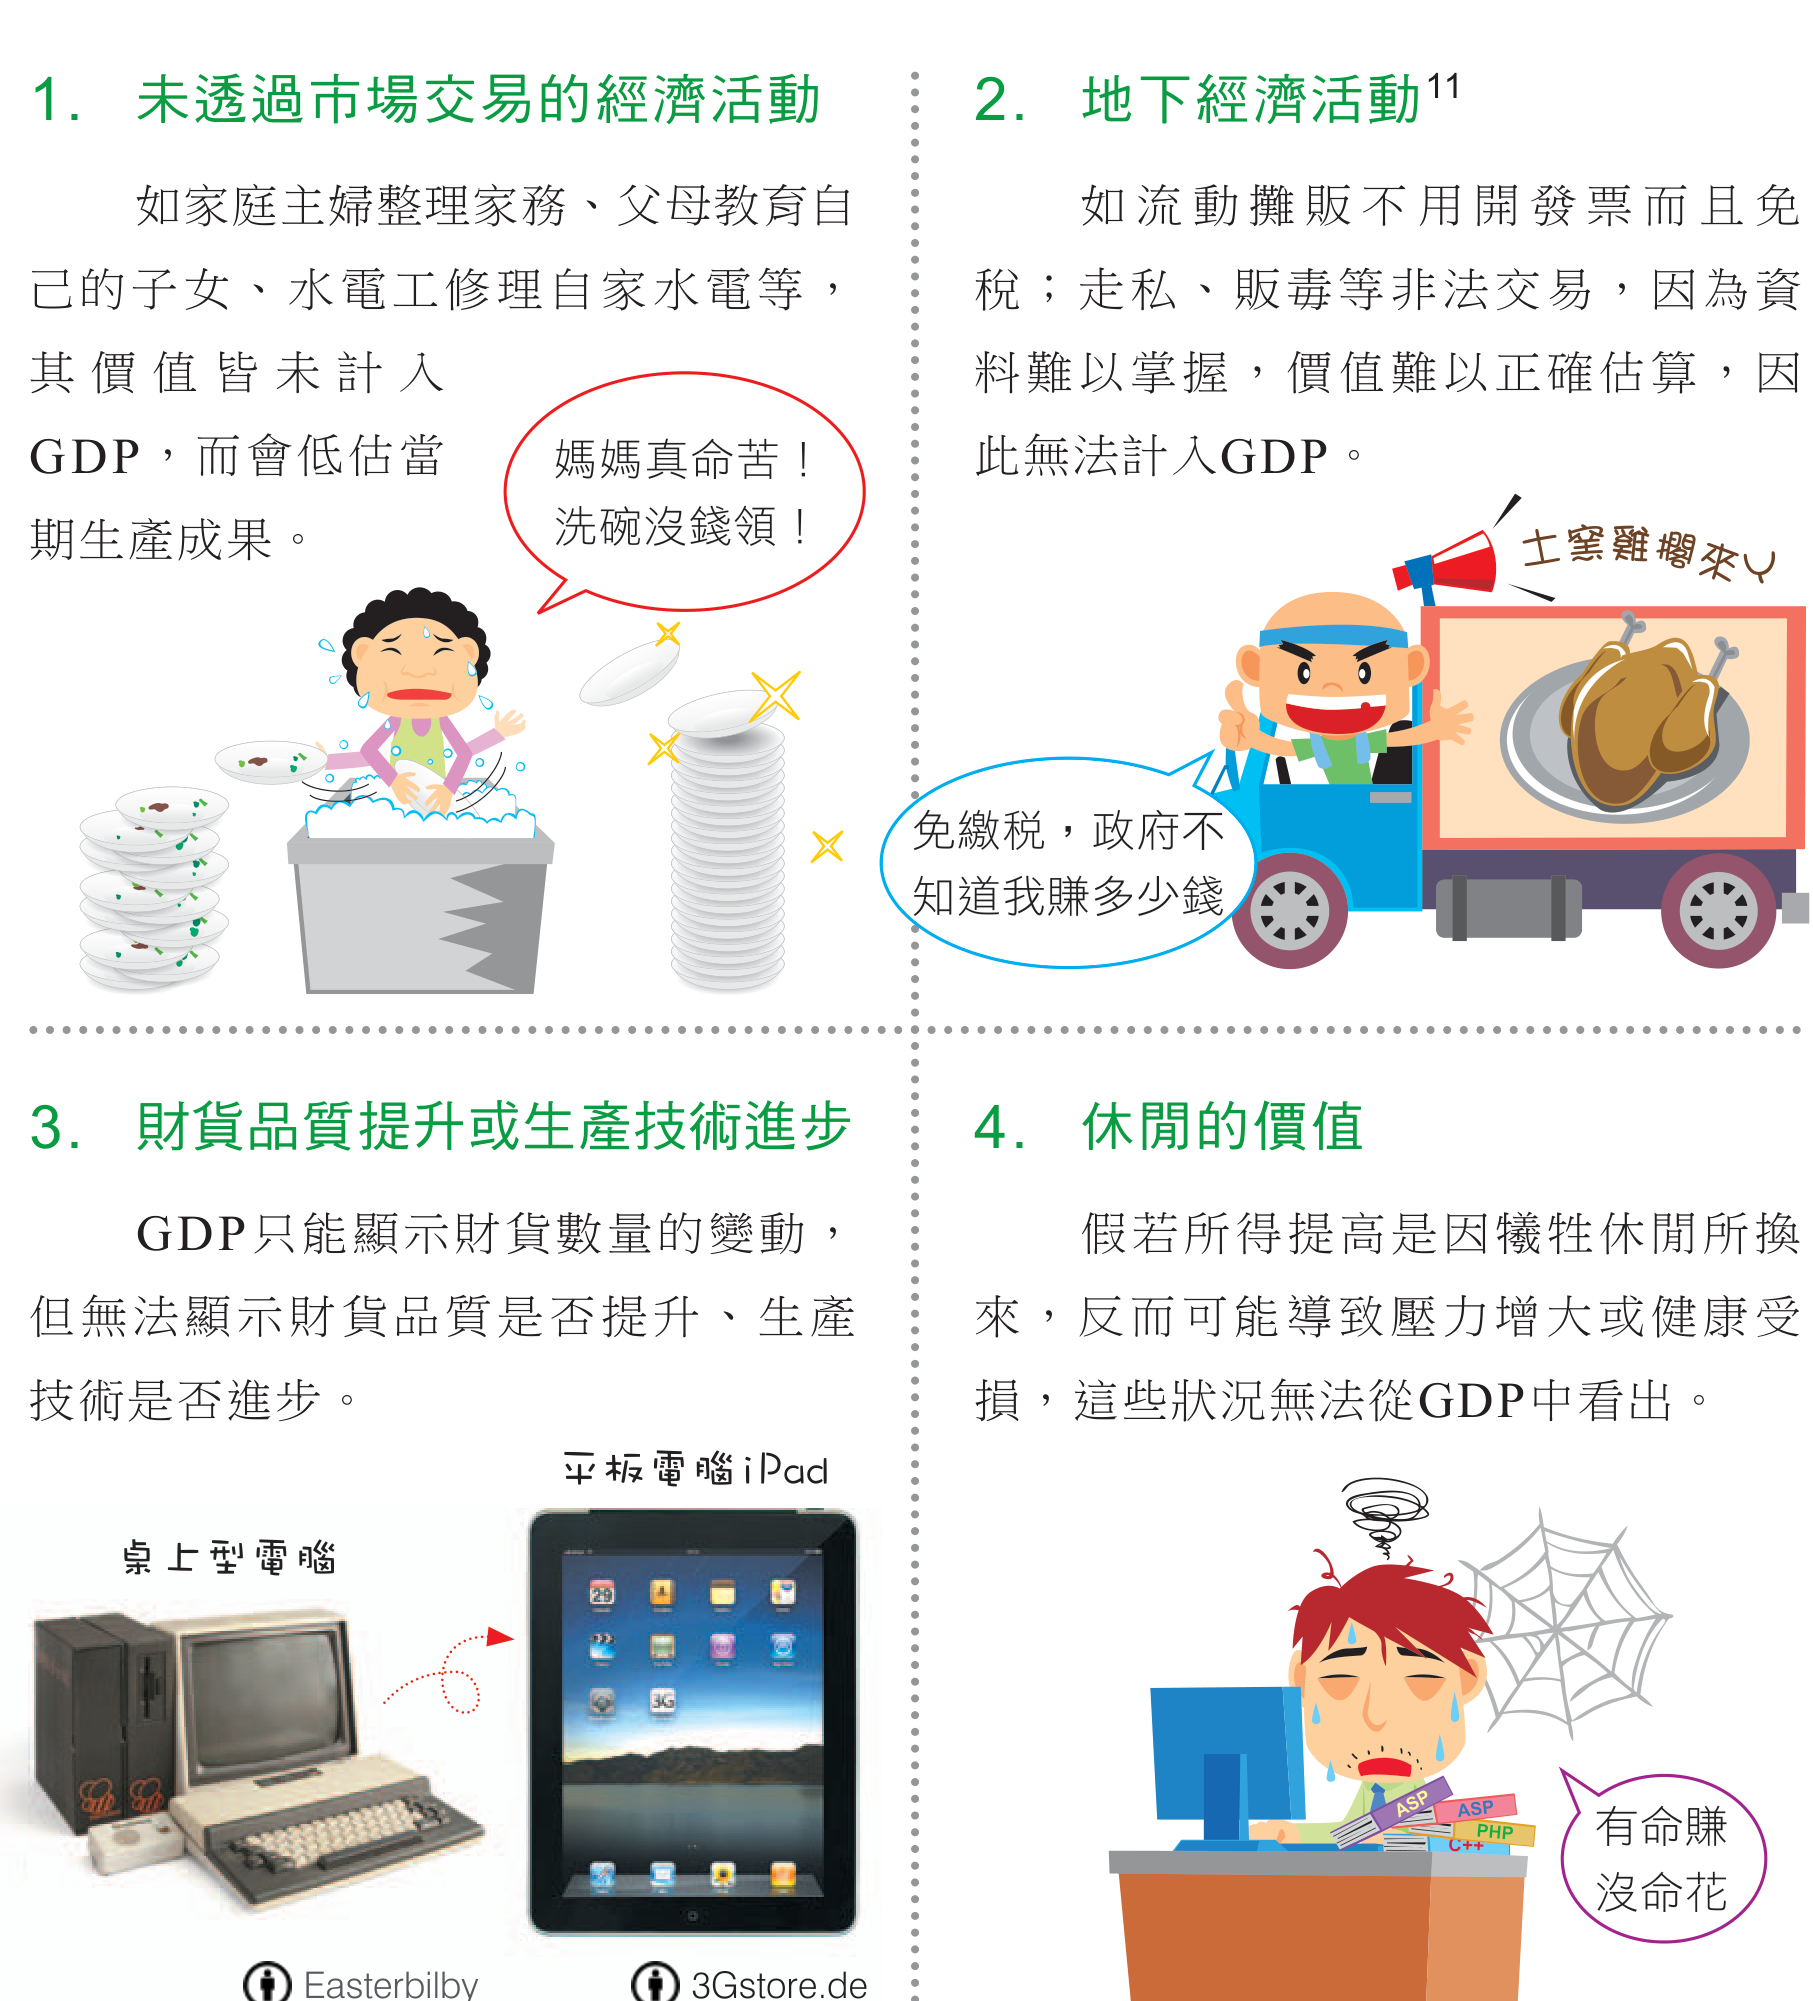 1. 未透過市場交易的經濟活動
如家庭主婦整理家務、父母教育自
己的子女、水電工修理自家水電等，
其價值皆未計入
GDP，而會低估當
期生產成果。
媽媽真命苦！
洗碗沒錢領！
2. 地下經濟活動11
如流動攤販不用開發票而且免
稅；走私、販毒等非法交易，因為資
料難以掌握，價值難以正確估算，因
此無法計入GDP。
土窯雞擱來ㄚ
免繳稅，政府不
知道我賺多少錢
3. 財貨品質提升或生產技術進步
GDP只能顯示財貨數量的變動，
但無法顯示財貨品質是否提升、生產
技術是否進步。
平板電腦iPad
桌上型電腦
29
3G
Easterbilby
3Gstore.de
4. 休閒的價值
假若所得提高是因犧牲休閒所換
來，反而可能導致壓力增大或健康受
損，這些狀況無法從GDP中看出。
ASP
ASP
PHP
C++
有命賺
沒命花